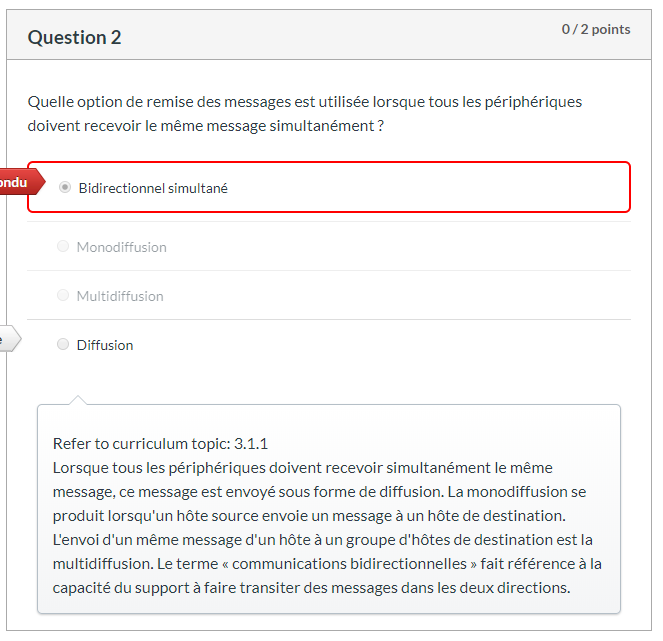 Question 2
0 / 2 points
Quelle option de remise des messages est utilisée lorsque tous les périphériques
doivent recevoir le même message simultanément ?
ondu
Bidirectionnel simultané
Monodiffusion
Multidiffusion
e
Diffusion
Refer to curriculum topic: 3.1.1
Lorsque tous les périphériques doivent recevoir simultanément le même
message, ce message est envoyé sous forme de diffusion. La monodiffusion se
produit lorsqu'un hôte source envoie un message à un hôte de destination.
L'envoi d'un même message d'un hôte à un groupe d'hôtes de destination est la
multidiffusion. Le terme « communications bidirectionnelles » fait référence à la
capacité du support à faire transiter des messages dans les deux directions.